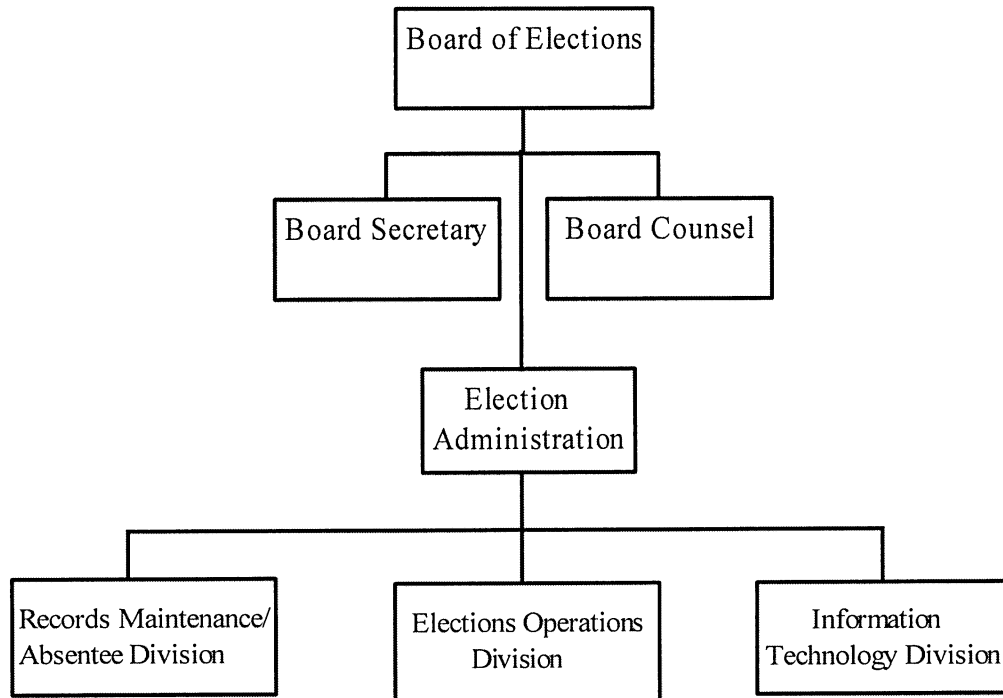 Board of Elections
Board Secretary
Board Counsel
Election
Administration
Records Maintenance/
Absentee Division
Elections Operations
Division
Information
Technology Division